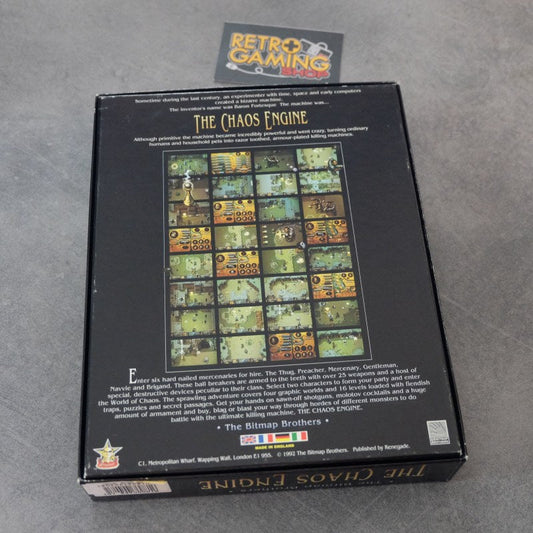 RETRO
GAMING
SHOP
Sometime during the last century, an experimenter with time, space and early computers
created a bizarre machine.
The inventor's name was Baron Fortesque The machine was...
THE CHAOS ENGINE
Although primitive the machine became incredibly powerful and went crazy, turning ordinary
humans and household pets into razor toothed, armour-plated killing machines.
Enter six hard nailed mercenaries for hire. The Thug, Preacher, Mercenary, Gentleman,
Navvie and Brigand. These ball breakers are armed to the teeth with over 25 weapons and a host of
special, destructive devices peculiar to their class. Select two characters to form your party and enter
the World of Chaos. The sprawling adventure covers four graphic worlds and 16 levels loaded with fiendish
traps, puzzles and secret passages. Get your hands on sawn-off shotguns, molotov cocktails and a huge
amount of armament and buy, blag or blast your way through hordes of different monsters to do
battle with the ultimate killing machine. THE CHAOS ENGINE.
• The Bitmap Brothers •
MADE IN ENGLAND
C1, Metropolitan Wharf, Wapping Wall, London E1 9SS. © 1992 The Bitmap Brothers. Published by Renegade.
• The Bitmap Brothers •
THE CHAOS ENGINE